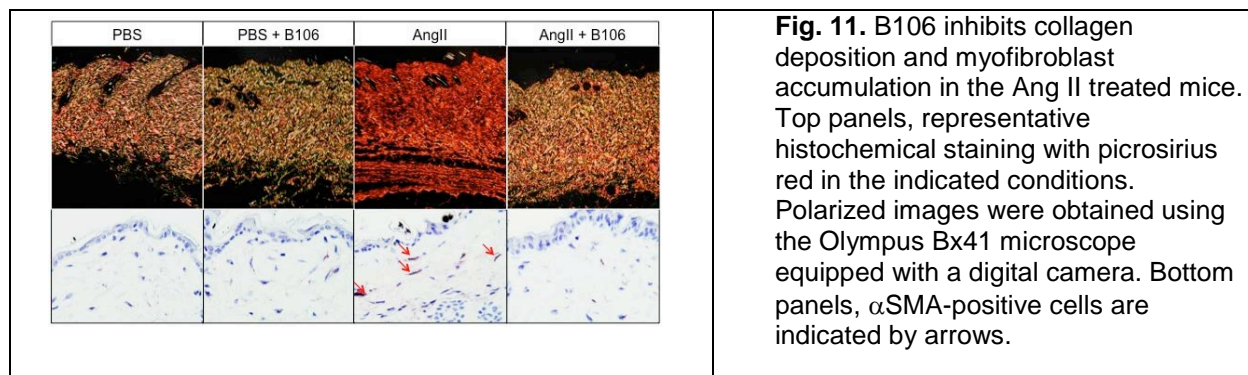 PBS
PBS + B106
AngII
AngII + B106
Fig. 11. B106 inhibits collagen
deposition and myofibroblast
accumulation in the Ang II treated mice.
Top panels, representative
histochemical staining with picrosirius
red in the indicated conditions.
Polarized images were obtained using
the Olympus Bx41 microscope
equipped with a digital camera. Bottom
panels, αSMA-positive cells are
indicated by arrows.